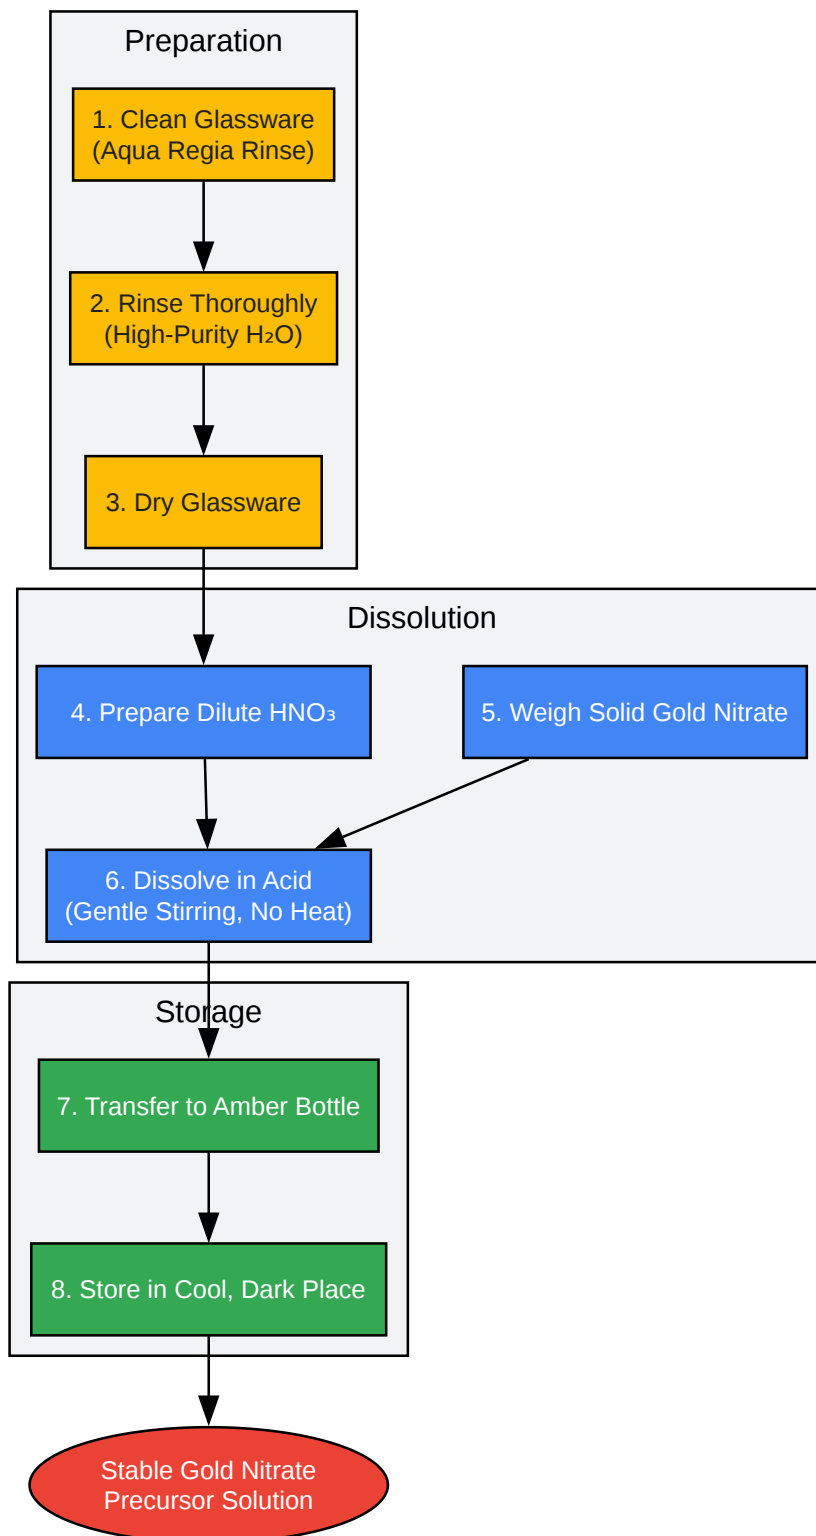 Preparation
1. Clean Glassware
(Aqua Regia Rinse)
2. Rinse Thoroughly
(High-Purity H₂O)
3. Dry Glassware
Dissolution
4. Prepare Dilute HNO₃
5. Weigh Solid Gold Nitrate
6. Dissolve in Acid
(Gentle Stirring, No Heat)
Storage
7. Transfer to Amber Bottle
8. Store in Cool, Dark Place
Stable Gold Nitrate
Precursor Solution